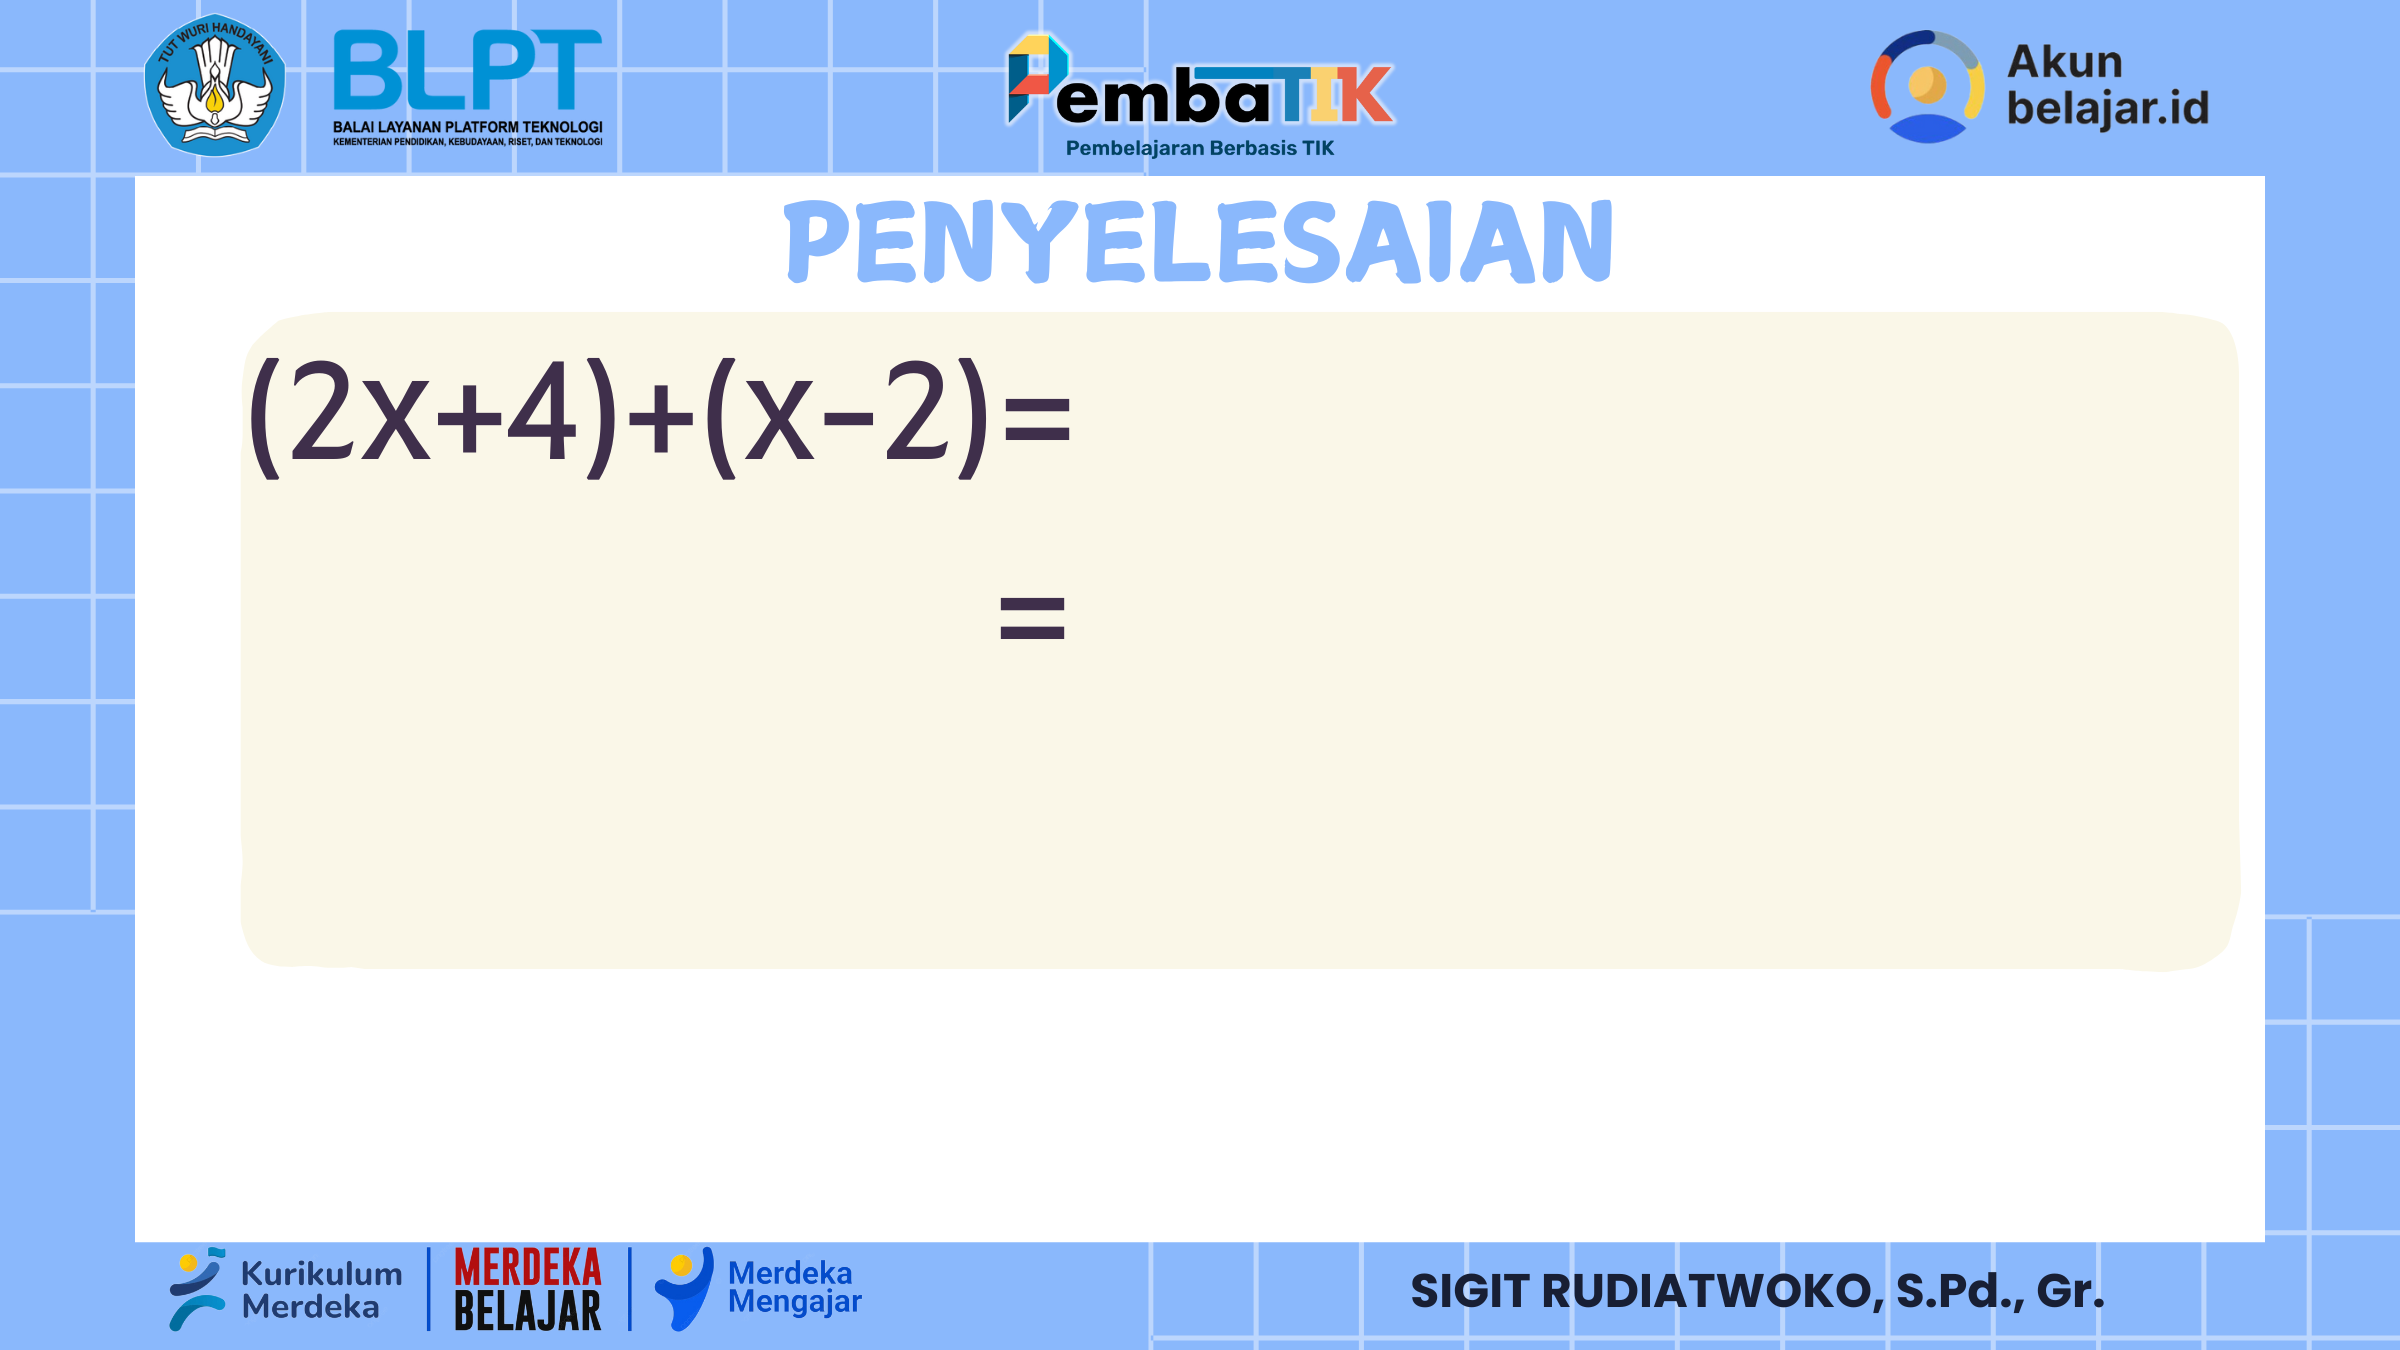 TUT WURI HANDAYANI
BLPT
BALAI LAYANAN PLATFORM TEKNOLOGI
KEMENTERIAN PENDIDIKAN, KEBUDAYAAN, RISET, DAN TEKNOLOGI
PembaTIK
Pembelajaran Berbasis TIK
Akun
belajar.id
PENYELESAIAN
(2x+4)+(x-2)=
=
Kurikulum
Merdeka
MERDEKA
BELAJAR
Merdeka
Mengajar
SIGIT RUDIATWOKO, S.Pd., Gr.